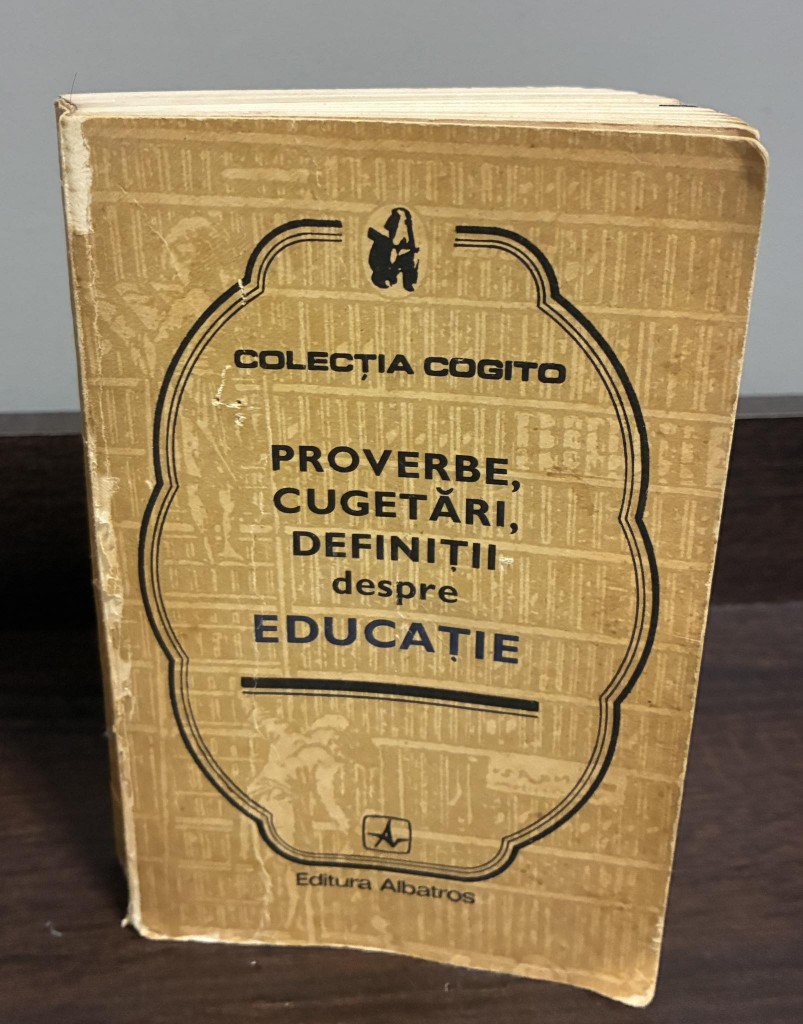 COLECȚIA COGITO
PROVERBE,
CUGETĂRI,
DEFINIȚII
despre
EDUCAȚIE
Editura Albatros